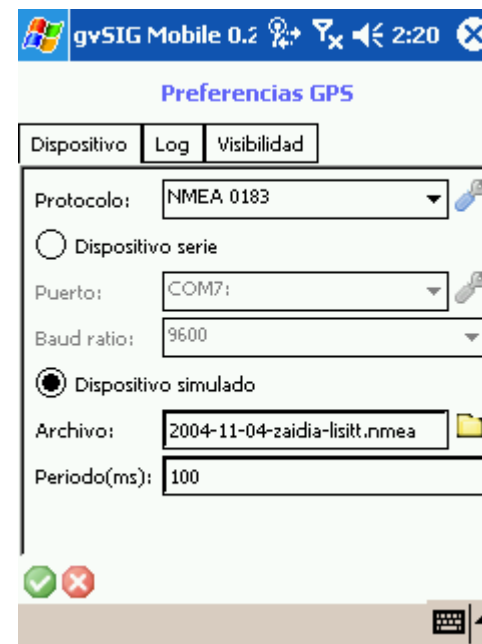 gvSIG Mobile 0.2 2:20
Preferencias GPS
Dispositivo Log Visibilidad
Protocolo: NMEA 0183
Dispositivo serie
Puerto: COM7:
Baud ratio: 9600
Dispositivo simulado
Archivo: 2004-11-04-zaidia-lisitt.nmea
Periodo(ms): 100